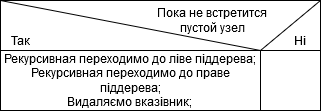 Пока не встретится
пустой узел
Так
Ні
Рекурсивная переходимо до ліве піддерева;
Рекурсивная переходимо до праве
піддерева;
Видаляємо вказівник;